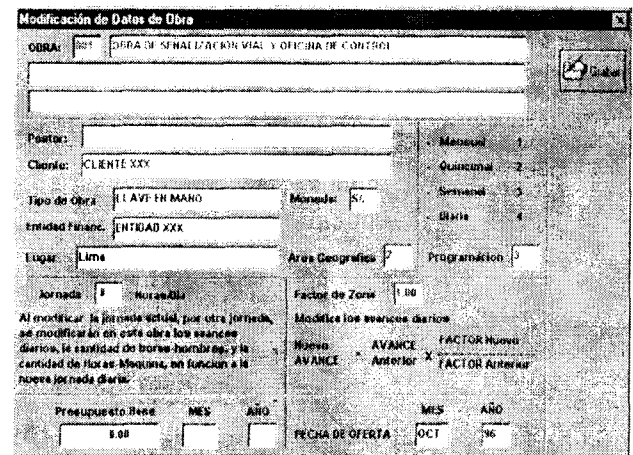 Modificación de Datos de Obra
OBRA: 001 OBRA DE SEÑALIZACIÓN VIAL Y OFICINA DE CONTROL
Grabar
Postor:
Cliente: CLIENTE XXX
- Mensual 1
- Quincenal 2
- Semanal 3
- Diaria 4
Tipo de Obra LLAVE EN MANO Moneda: S/.
Entidad Financ. ENTIDAD XXX
Lugar Lima Area Geografica 2 Programácion 3
Jornada 8 Horas/Dia Factor de Zona 1.00
Al modificar la jornada actual, por otra jornada,
se modificarán en esta obra los avances
diarios, la cantidad de horas-hombres, y la
cantidad de Horas-Maquina, en funcion a la
nueva jornada diaria.
Modifica los avances diarios
Nuevo AVANCE = AVANCE Anterior X FACTOR Nuevo
FACTOR Anterior
Presupuesto Base MES AÑO
0.00
MES AÑO
FECHA DE OFERTA OCT 96